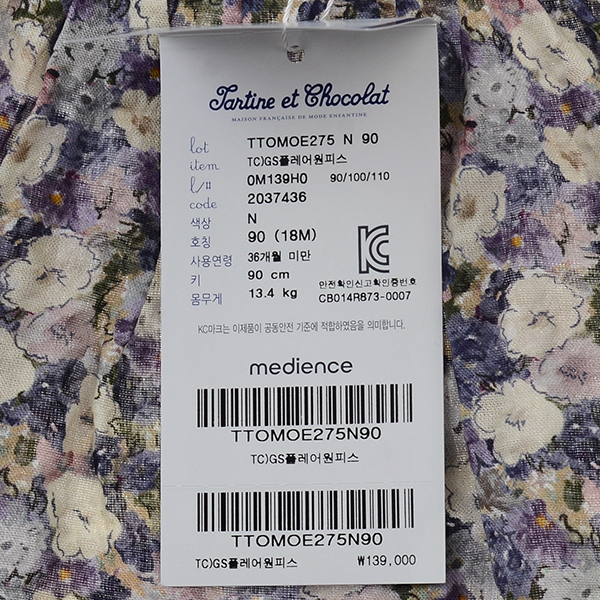 Tartine et Chocolat
MAISON FRANÇAISE DE MODE ENFANTINE
lot TTOMOE275 N 90
item TC)GS플레어원피스
l/# 0M139H0 90/100/110
code 2037436
색상 N
호칭 90 (18M)
사용연령 36개월 미만
키 90 cm
몸무게 13.4 kg
안전확인신고확인증번호
CB014R873-0007
KC마크는 이제품이 공동안전 기준에 적합하였음을 의미합니다.
medience
TTOMOE275N90
TC)GS플레어원피스
TTOMOE275N90
TC)GS플레어원피스 ₩139,000